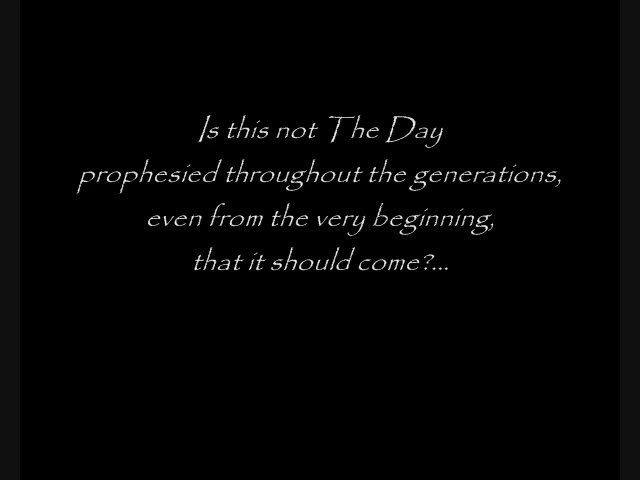 Is this not The Day
prophesied throughout the generations,
even from the very beginning,
that it should come?...